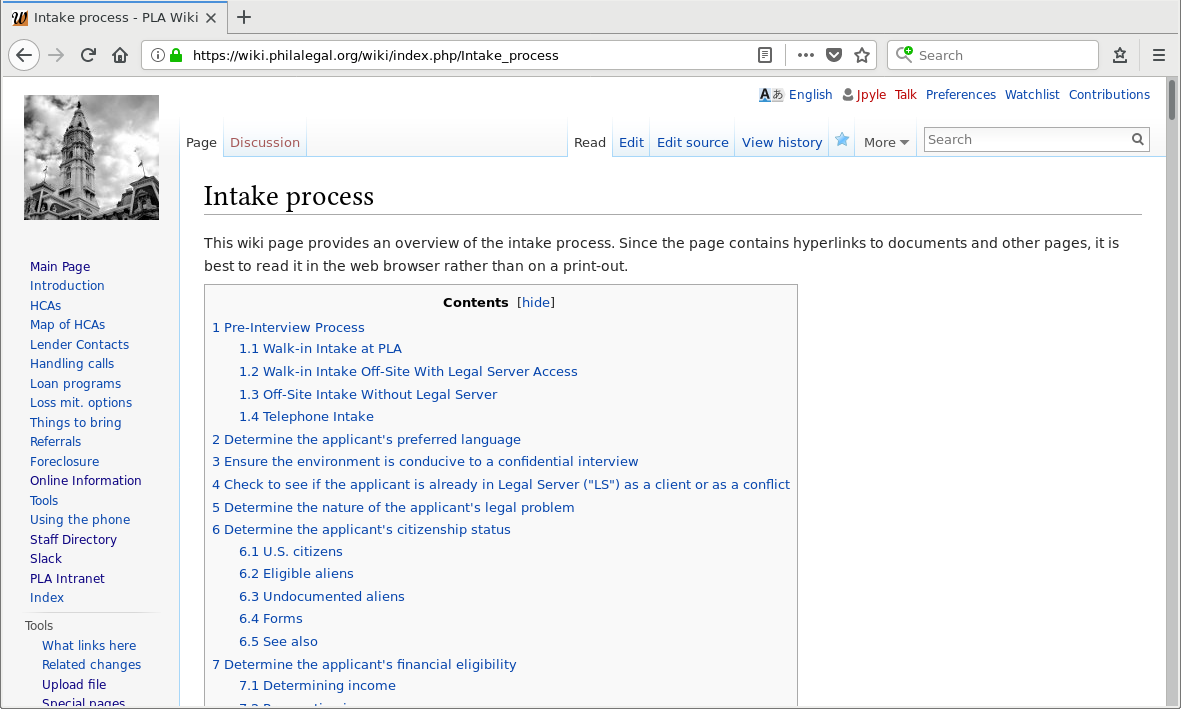 Intake process - PLA Wiki
https://wiki.philalegal.org/wiki/index.php/Intake_process
Search
Aあ English Jpyle Talk Preferences Watchlist Contributions
Page Discussion Read Edit Edit source View history More Search
Intake process
This wiki page provides an overview of the intake process. Since the page contains hyperlinks to documents and other pages, it is
best to read it in the web browser rather than on a print-out.
Contents [hide]
1 Pre-Interview Process
1.1 Walk-in Intake at PLA
1.2 Walk-in Intake Off-Site With Legal Server Access
1.3 Off-Site Intake Without Legal Server
1.4 Telephone Intake
2 Determine the applicant's preferred language
3 Ensure the environment is conducive to a confidential interview
4 Check to see if the applicant is already in Legal Server ("LS") as a client or as a conflict
5 Determine the nature of the applicant's legal problem
6 Determine the applicant's citizenship status
6.1 U.S. citizens
6.2 Eligible aliens
6.3 Undocumented aliens
6.4 Forms
6.5 See also
7 Determine the applicant's financial eligibility
7.1 Determining income
Main Page
Introduction
HCAs
Map of HCAs
Lender Contacts
Handling calls
Loan programs
Loss mit. options
Things to bring
Referrals
Foreclosure
Online Information
Tools
Using the phone
Staff Directory
Slack
PLA Intranet
Index
Tools
What links here
Related changes
Upload file
Special pages